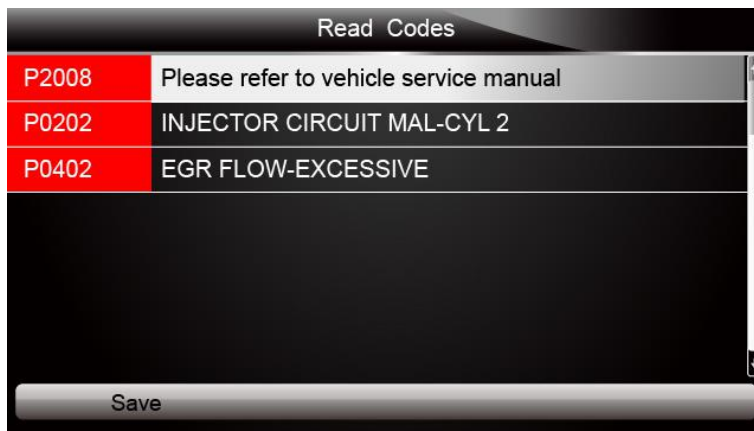 Read Codes
P2008 Please refer to vehicle service manual
P0202 INJECTOR CIRCUIT MAL-CYL 2
P0402 EGR FLOW-EXCESSIVE
Save